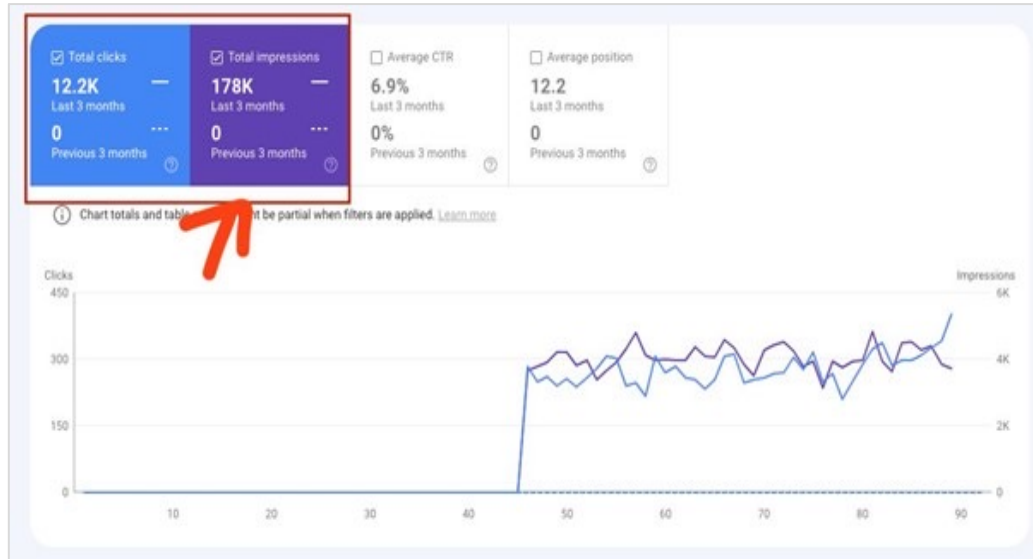 Total clicks
12.2K
Last 3 months
0
Previous 3 months
Total impressions
178K
Last 3 months
0
Previous 3 months
Average CTR
6.9%
Last 3 months
0%
Previous 3 months
Average position
12.2
Last 3 months
0
Previous 3 months
Chart totals and table be partial when filters are applied. Learn more
Clicks
Impressions
450
6K
300
4K
150
2K
0
0
10 20 30 40 50 60 70 80 90